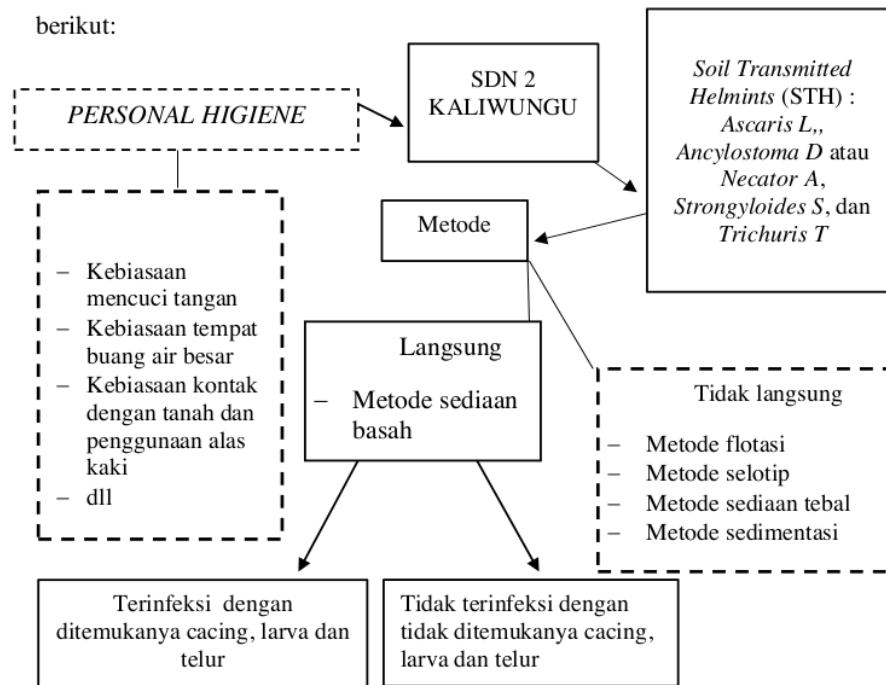 berikut:
PERSONAL HIGIENE
SDN 2
KALIWUNGU
Soil Transmitted
Helmints (STH) :
Ascaris L,,
Ancylostoma D atau
Necator A,
Strongyloides S, dan
Trichuris T
Metode
– Kebiasaan
mencuci tangan
– Kebiasaan tempat
buang air besar
– Kebiasaan kontak
dengan tanah dan
penggunaan alas
kaki
– dll
Langsung
– Metode sediaan
basah
Tidak langsung
– Metode flotasi
– Metode selotip
– Metode sediaan tebal
– Metode sedimentasi
Terinfeksi dengan
ditemukanya cacing, larva dan
telur
Tidak terinfeksi dengan
tidak ditemukanya cacing,
larva dan telur